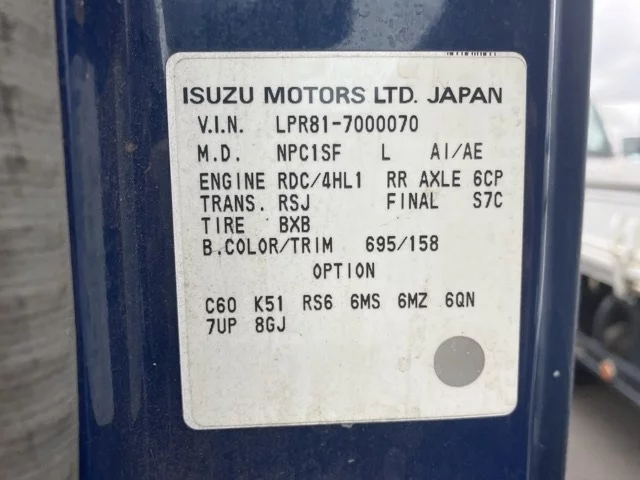 ISUZU MOTORS LTD. JAPAN
V.I.N. LPR81-7000070
M.D. NPC1SF L AI/AE
ENGINE RDC/4HL1 RR AXLE 6CP
TRANS. RSJ FINAL S7C
TIRE BXB
B.COLOR/TRIM 695/158
OPTION
C60 K51 RS6 6MS 6MZ 6QN
7UP 8GJ